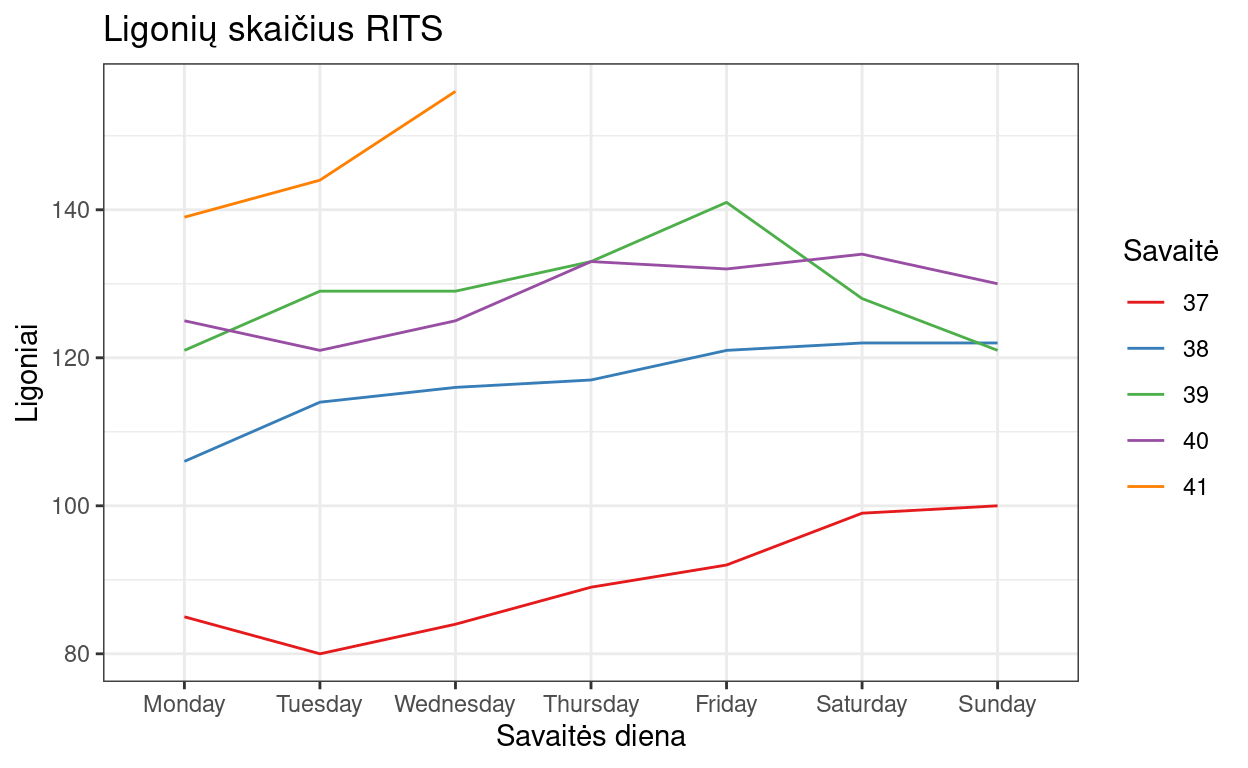 Ligonių skaičius RITS
Ligoniai
140
120
100
80
Monday Tuesday Wednesday Thursday Friday Saturday Sunday
Savaitės diena
Savaitė
37
38
39
40
41